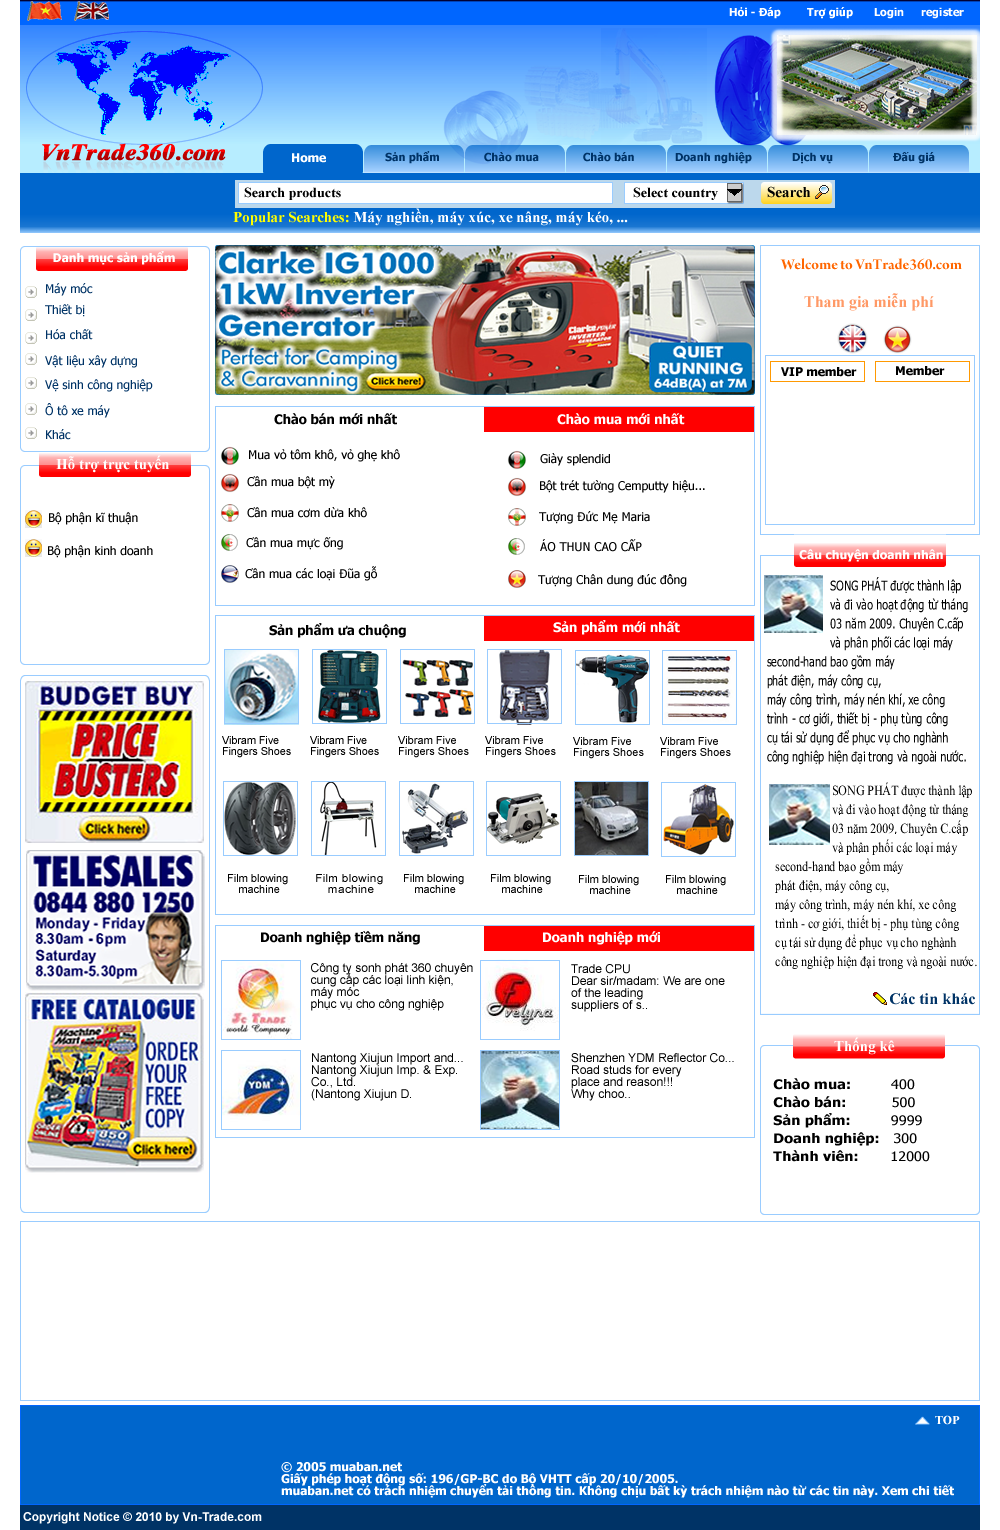 Hỏi - Đáp Trợ giúp Login register
VnTrade360.com
Home Sản phẩm Chào mua Chào bán Doanh nghiệp Dịch vụ Đấu giá
Search products Select country Search
Popular Searches: Máy nghiền, máy xúc, xe nâng, máy kéo, ...
Danh mục sản phẩm
Máy móc
Thiết bị
Hóa chất
Vật liệu xây dựng
Vệ sinh công nghiệp
Ô tô xe máy
Khác
Hỗ trợ trực tuyến
Bộ phận kĩ thuận
Bộ phận kinh doanh
BUDGET BUY
PRICE
BUSTERS
Click here!
TELESALES
0844 880 1250
Monday - Friday
8.30am - 6pm
Saturday
8.30am-5.30pm
FREE CATALOGUE
Machine
Mart
ORDER
YOUR
FREE
COPY
850
Click here!
Clarke IG1000
1kW Inverter
Generator
Perfect for Camping
& Caravanning
Click here!
Clarke POWER
INVERTER
GENERATOR
QUIET
RUNNING
64dB(A) at 7M
Chào bán mới nhất Chào mua mới nhất
Mua vỏ tôm khô, vỏ ghẹ khô
Cần mua bột mỳ
Cần mua cơm dừa khô
Cần mua mực ống
Cần mua các loại Đũa gỗ
Giày splendid
Bột trét tường Cemputty hiệu...
Tượng Đức Mẹ Maria
ÁO THUN CAO CẤP
Tượng Chân dung đúc đồng
Sản phẩm ưa chuộng Sản phẩm mới nhất
Vibram Five Vibram Five Vibram Five Vibram Five Vibram Five Vibram Five
Fingers Shoes Fingers Shoes Fingers Shoes Fingers Shoes Fingers Shoes Fingers Shoes
Film blowing Film blowing Film blowing Film blowing Film blowing Film blowing
machine machine machine machine machine machine
Doanh nghiệp tiềm năng Doanh nghiệp mới
Jc Trade
world Componey
Công ty sonh phát 360 chuyên
cung cấp các loại linh kiện,
máy móc
phục vụ cho công nghiệp
Evelyna
Trade CPU
Dear sir/madam: We are one
of the leading
suppliers of s..
YDM
Nantong Xiujun Import and...
Nantong Xiujun Imp. & Exp.
Co., Ltd.
(Nantong Xiujun D.
Shenzhen YDM Reflector Co...
Road studs for every
place and reason!!!
Why choo..
Welcome to VnTrade360.com
Tham gia miễn phí
VIP member Member
Câu chuyện doanh nhân
SONG PHÁT được thành lập
và đi vào hoạt động từ tháng
03 năm 2009. Chuyên C.cấp
và phân phối các loại máy
second-hand bao gồm máy
phát điện, máy công cụ,
máy công trình, máy nén khí, xe công
trình - cơ giới, thiết bị - phụ tùng công
cụ tái sử dụng để phục vụ cho nghành
công nghiệp hiện đại trong và ngoài nước.
SONG PHÁT được thành lập
và đi vào hoạt động từ tháng
03 năm 2009, Chuyên C.cấp
và phân phối các loại máy
second-hand bao gồm máy
phát điện, máy công cụ,
máy công trình, máy nén khí, xe công
trình - cơ giới, thiết bị - phụ tùng công
cụ tái sử dụng để phục vụ cho nghành
công nghiệp hiện đại trong và ngoài nước.
Các tin khác
Thống kê
Chào mua: 400
Chào bán: 500
Sản phẩm: 9999
Doanh nghiệp: 300
Thành viên: 12000
TOP
© 2005 muaban.net
Giấy phép hoạt động số: 196/GP-BC do Bộ VHTT cấp 20/10/2005.
muaban.net có trách nhiệm chuyển tải thông tin. Không chịu bất kỳ trách nhiệm nào từ các tin này. Xem chi tiết
Copyright Notice © 2010 by Vn-Trade.com